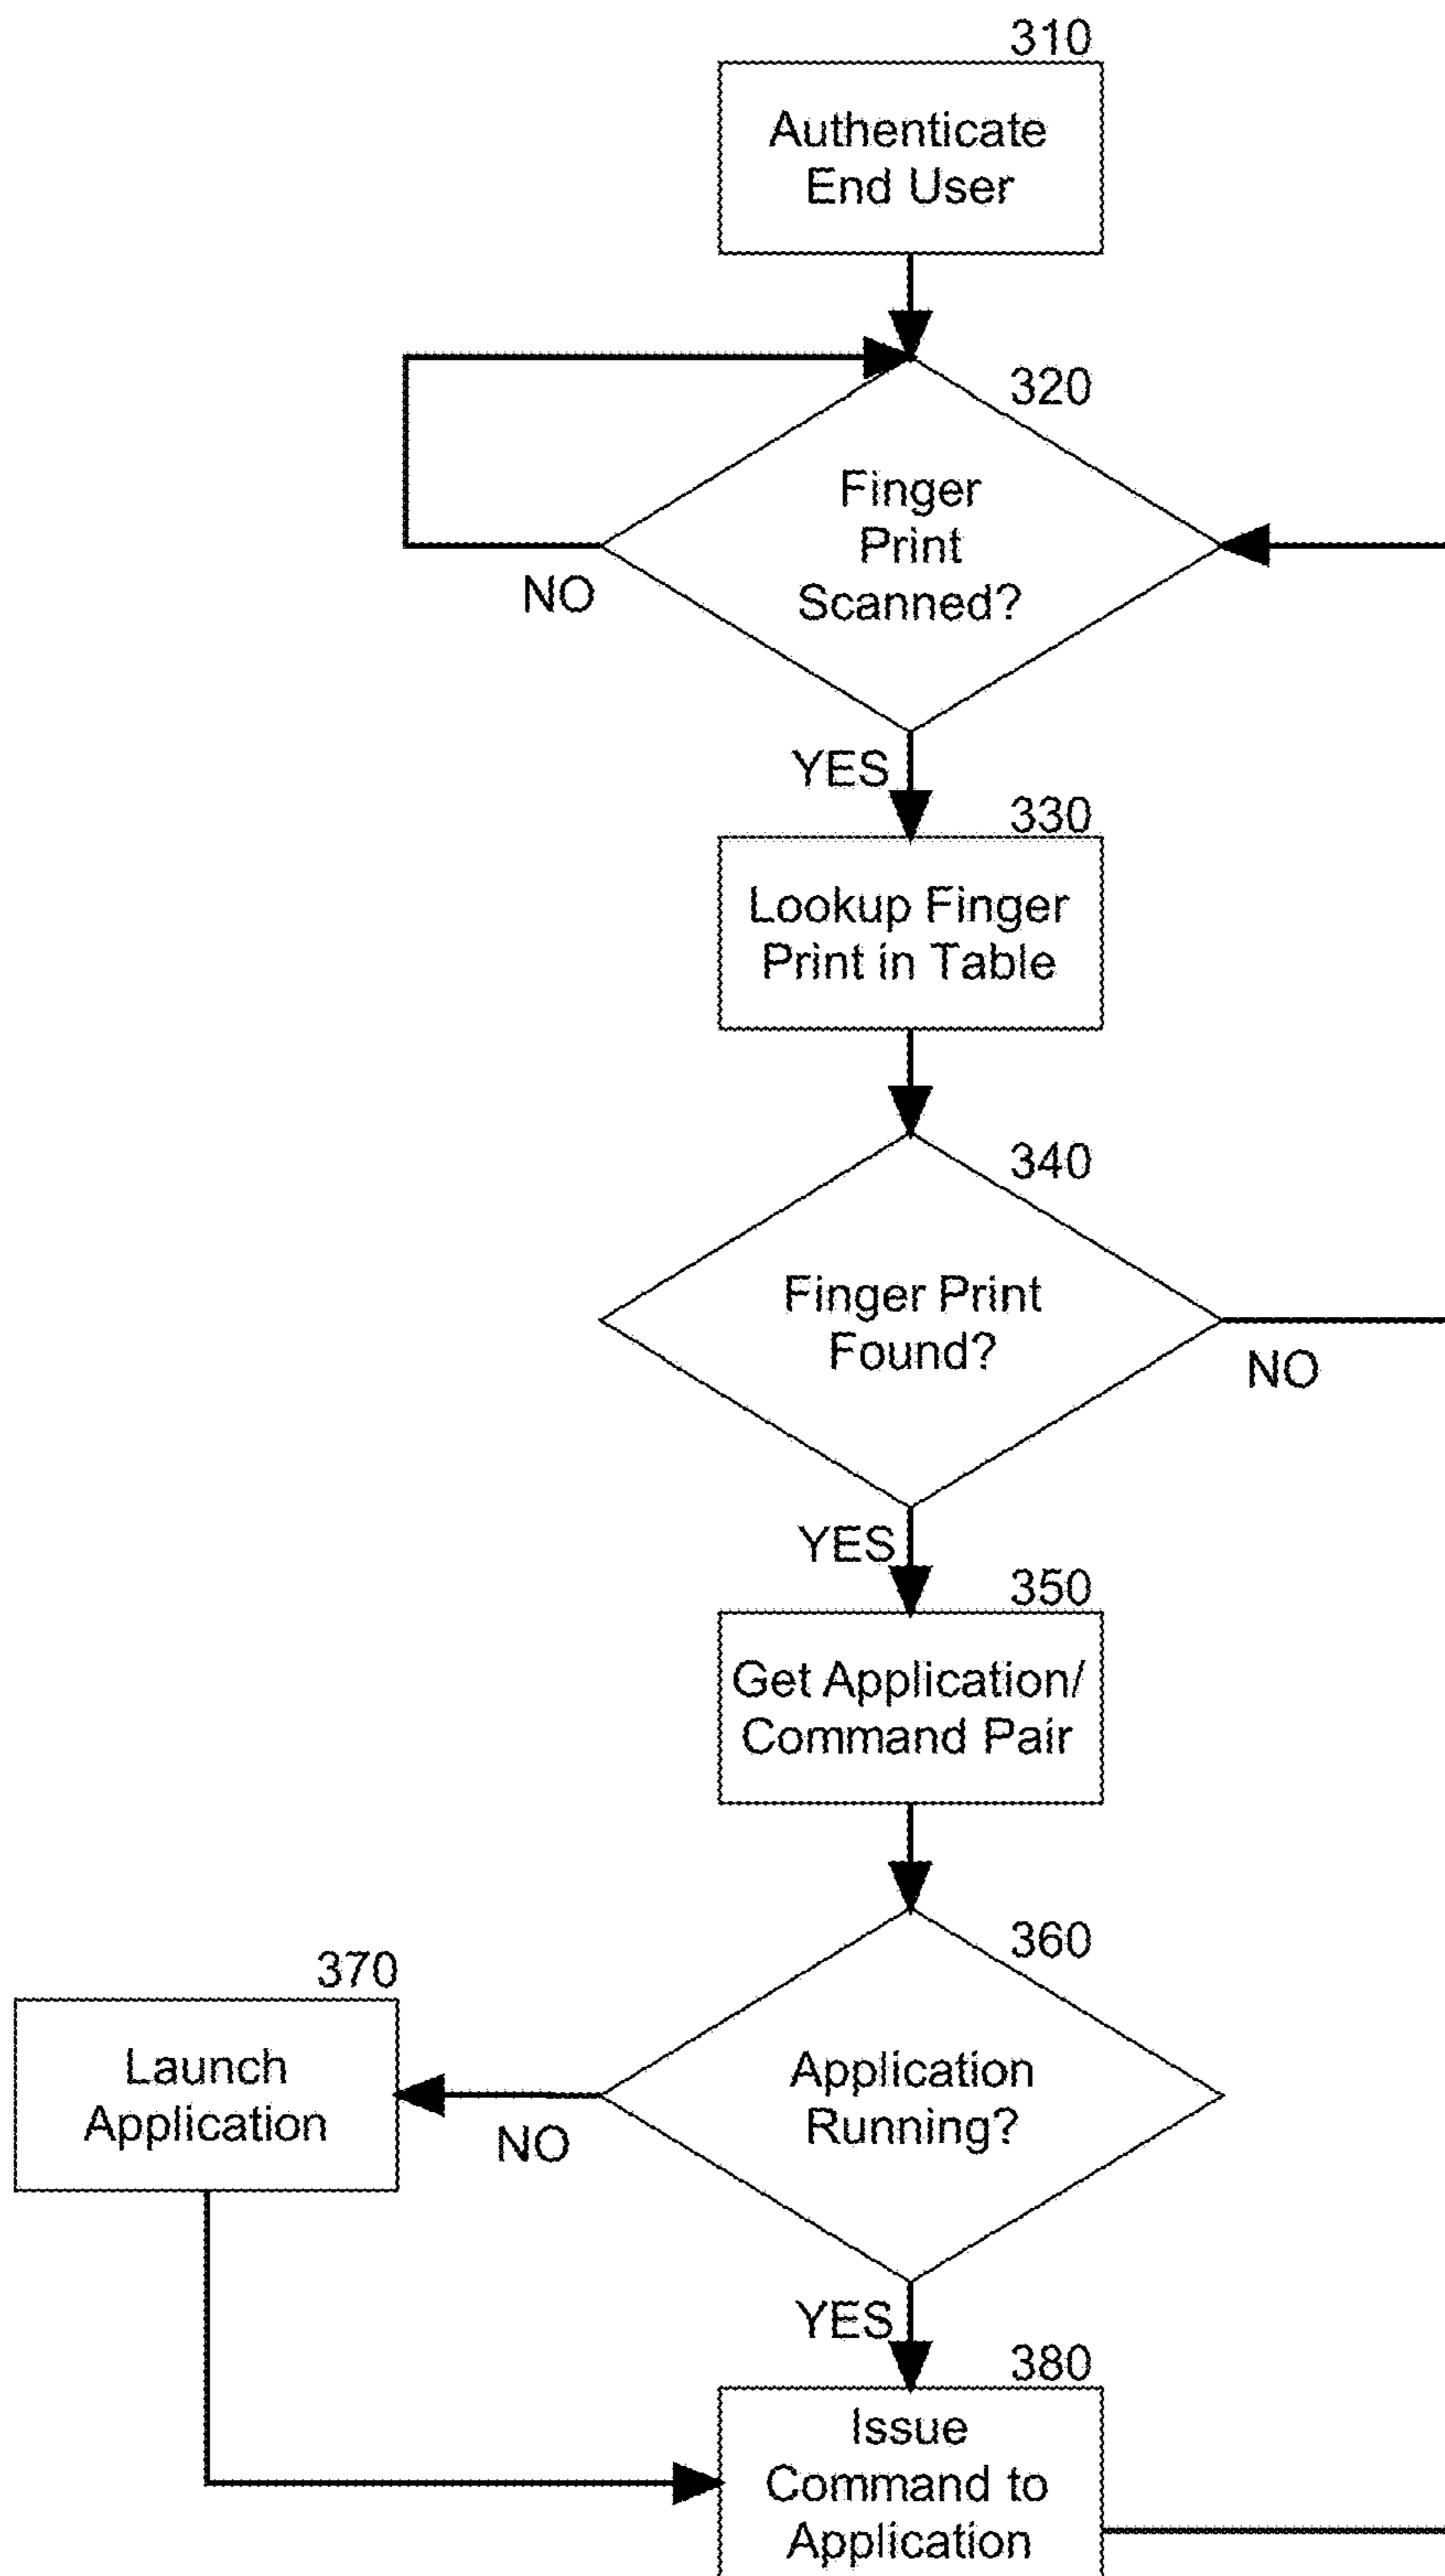 310
Authenticate
End User
320
Finger
Print
Scanned?
NO
YES
330
Lookup Finger
Print in Table
340
Finger Print
Found?
NO
YES
350
Get Application/
Command Pair
360
370
Launch
Application
Application
Running?
NO
YES
380
Issue
Command to
Application